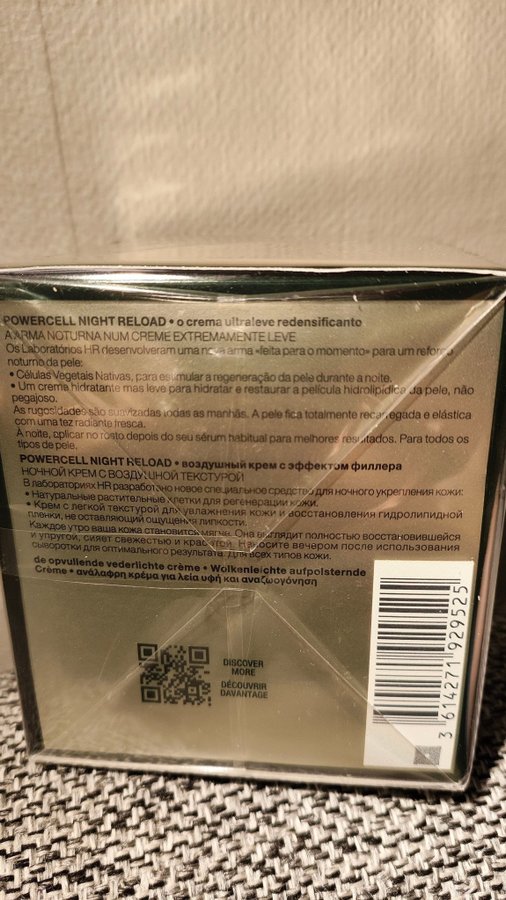 POWERCELL NIGHT RELOAD • o crema ultraleve redensificanto
A ARMA NOTURNA NUM CREME EXTREMAMENTE LEVE
Os Laboratórios HR desenvolveram uma nova arma «feita para o momento» para um reforço
noturno da pele:
• Células Vegetais Nativas, para estimular a regeneração da pele durante a noite.
• Um creme hidratante mas leve para hidratar e restaurar a película hidrolipídica da pele, não
pegajoso.
As rugosidades são suavizadas todas as manhãs. A pele fica totalmente recarregada e elástica
com uma tez radiante fresca.
À noite, aplicar no rosto depois do seu sérum habitual para melhores resultados. Para todos os
tipos de pele.
POWERCELL NIGHT RELOAD • воздушный крем с эффектом филлера
НОЧНОЙ КРЕМ С ВОЗДУШНОЙ ТЕКСТУРОЙ
В лабораториях HR разработано новое специальное средство для ночного укрепления кожи:
• Натуральные растительные клетки для регенерации кожи.
• Крем с легкой текстурой для увлажнения кожи и восстановления гидролипидной
пленки, не оставляющий ощущения липкости.
Каждое утро ваша кожа становится мягче. Она выглядит полностью восстановившейся
и упругой, сияет свежестью и красотой. Наносите вечером после использования
сыворотки для оптимального результата. Для всех типов кожи.
de opvullende vederlichte crème • Wolkenleichte aufpolsternde
Crème • ανάλαφρη κρέμα για λεία υφή και αναζωογόνηση
DISCOVER
MORE
DÉCOUVRIR
DAVANTAGE
3 614271 929525